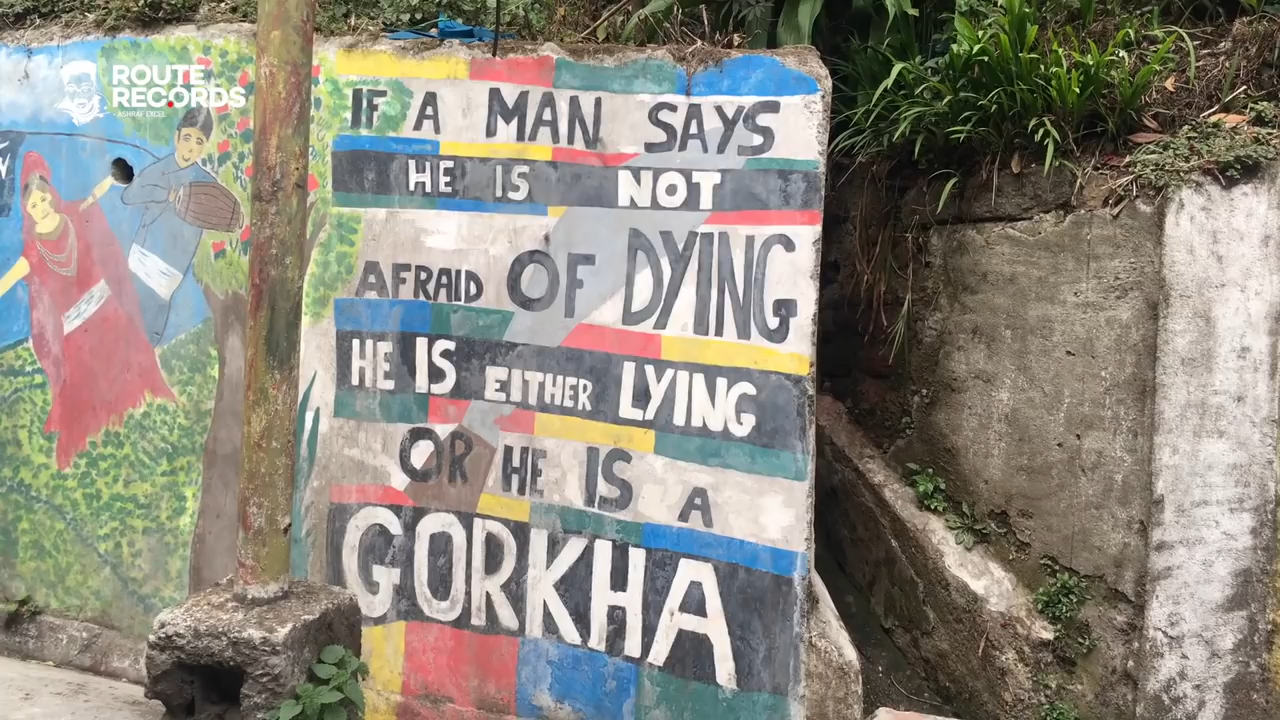 ROUTE
RECORDS
- ASHRAF EXCEL
IF A MAN SAYS
HE IS NOT
AFRAID OF DYING
HE IS EITHER LYING
OR HE IS A
GORKHA